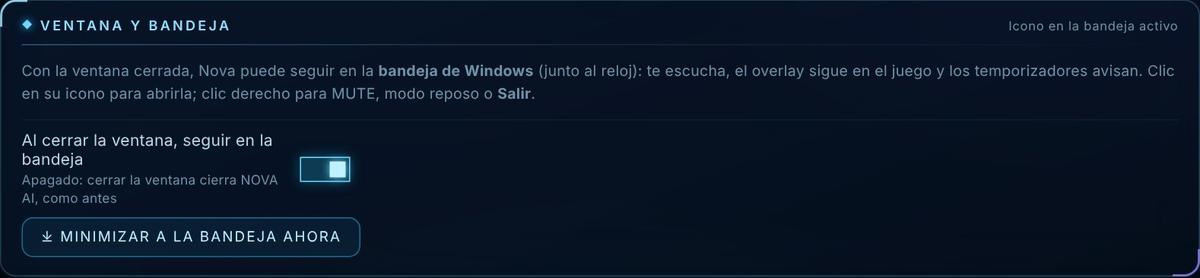 VENTANA Y BANDEJA
Icono en la bandeja activo
Con la ventana cerrada, Nova puede seguir en la bandeja de Windows (junto al reloj): te escucha, el overlay sigue en el juego y los temporizadores avisan. Clic
en su icono para abrirla; clic derecho para MUTE, modo reposo o Salir.
Al cerrar la ventana, seguir en la
bandeja
Apagado: cerrar la ventana cierra NOVA
AI, como antes
MINIMIZAR A LA BANDEJA AHORA